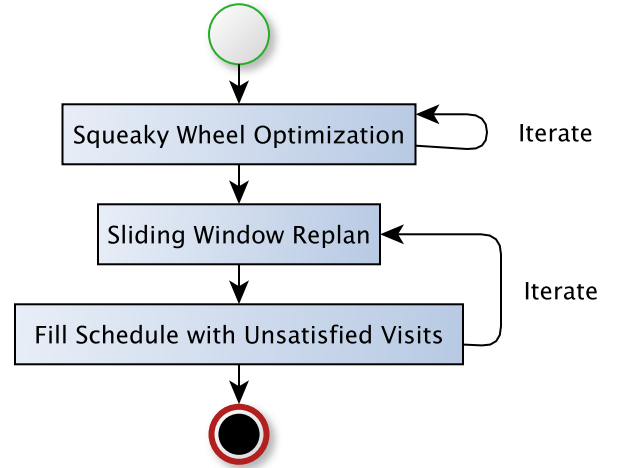 Squeaky Wheel Optimization
Iterate
Sliding Window Replan
Iterate
Fill Schedule with Unsatisfied Visits